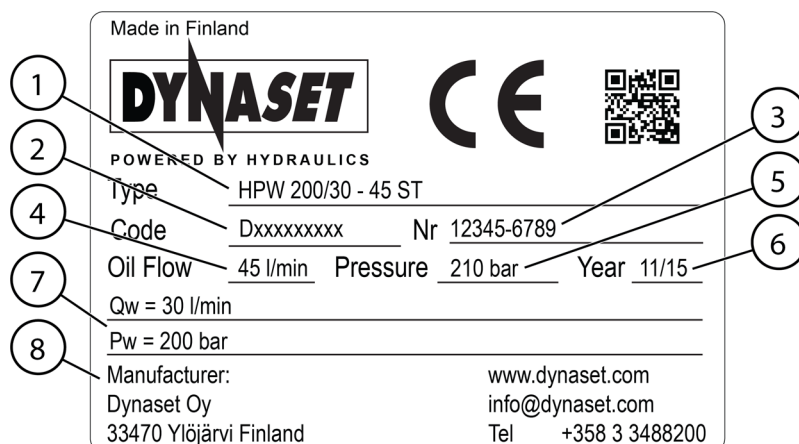 Made in Finland
DYNASET
POWERED BY HYDRAULICS
1
2
3
4
5
6
7
8
Type HPW 200/30 - 45 ST
Code Dxxxxxxxxx Nr 12345-6789
Oil Flow 45 l/min Pressure 210 bar Year 11/15
Qw = 30 l/min
Pw = 200 bar
Manufacturer: www.dynaset.com
Dynaset Oy info@dynaset.com
33470 Ylöjärvi Finland Tel +358 3 3488200
CE